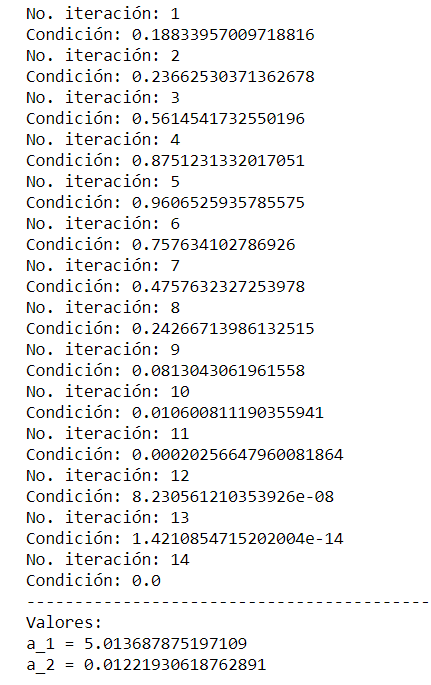 No. iteración: 1
Condición: 0.18833957009718816
No. iteración: 2
Condición: 0.23662530371362678
No. iteración: 3
Condición: 0.5614541732550196
No. iteración: 4
Condición: 0.8751231332017051
No. iteración: 5
Condición: 0.9606525935785575
No. iteración: 6
Condición: 0.757634102786926
No. iteración: 7
Condición: 0.4757632327253978
No. iteración: 8
Condición: 0.24266713986132515
No. iteración: 9
Condición: 0.0813043061961558
No. iteración: 10
Condición: 0.010600811190355941
No. iteración: 11
Condición: 0.00020256647960081864
No. iteración: 12
Condición: 8.230561210353926e-08
No. iteración: 13
Condición: 1.4210854715202004e-14
No. iteración: 14
Condición: 0.0
------------------------------------------
Valores:
a_1 = 5.013687875197109
a_2 = 0.01221930618762891